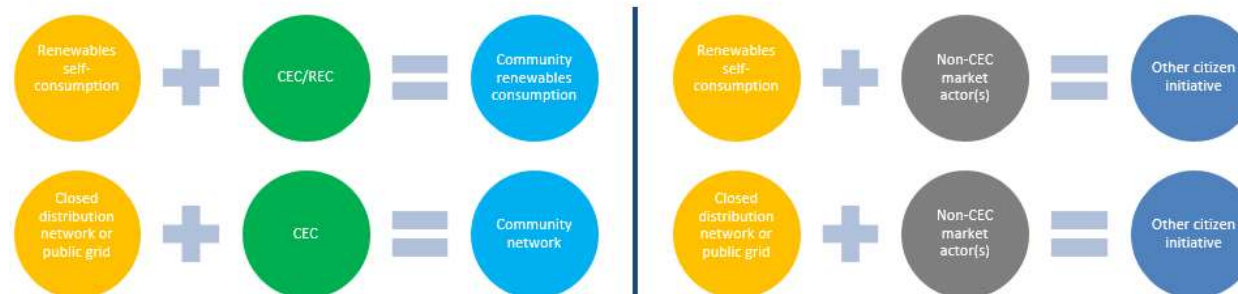 Renewables
self-
consumption
CEC/REC
Community
renewables
consumption
Closed
distribution
network or
public grid
CEC
Community
network
Renewables
self-
consumption
Non-CEC
market
actor(s)
Other citizen
initiative
Closed
distribution
network or
public grid
Non-CEC
market
actor(s)
Other citizen
initiative